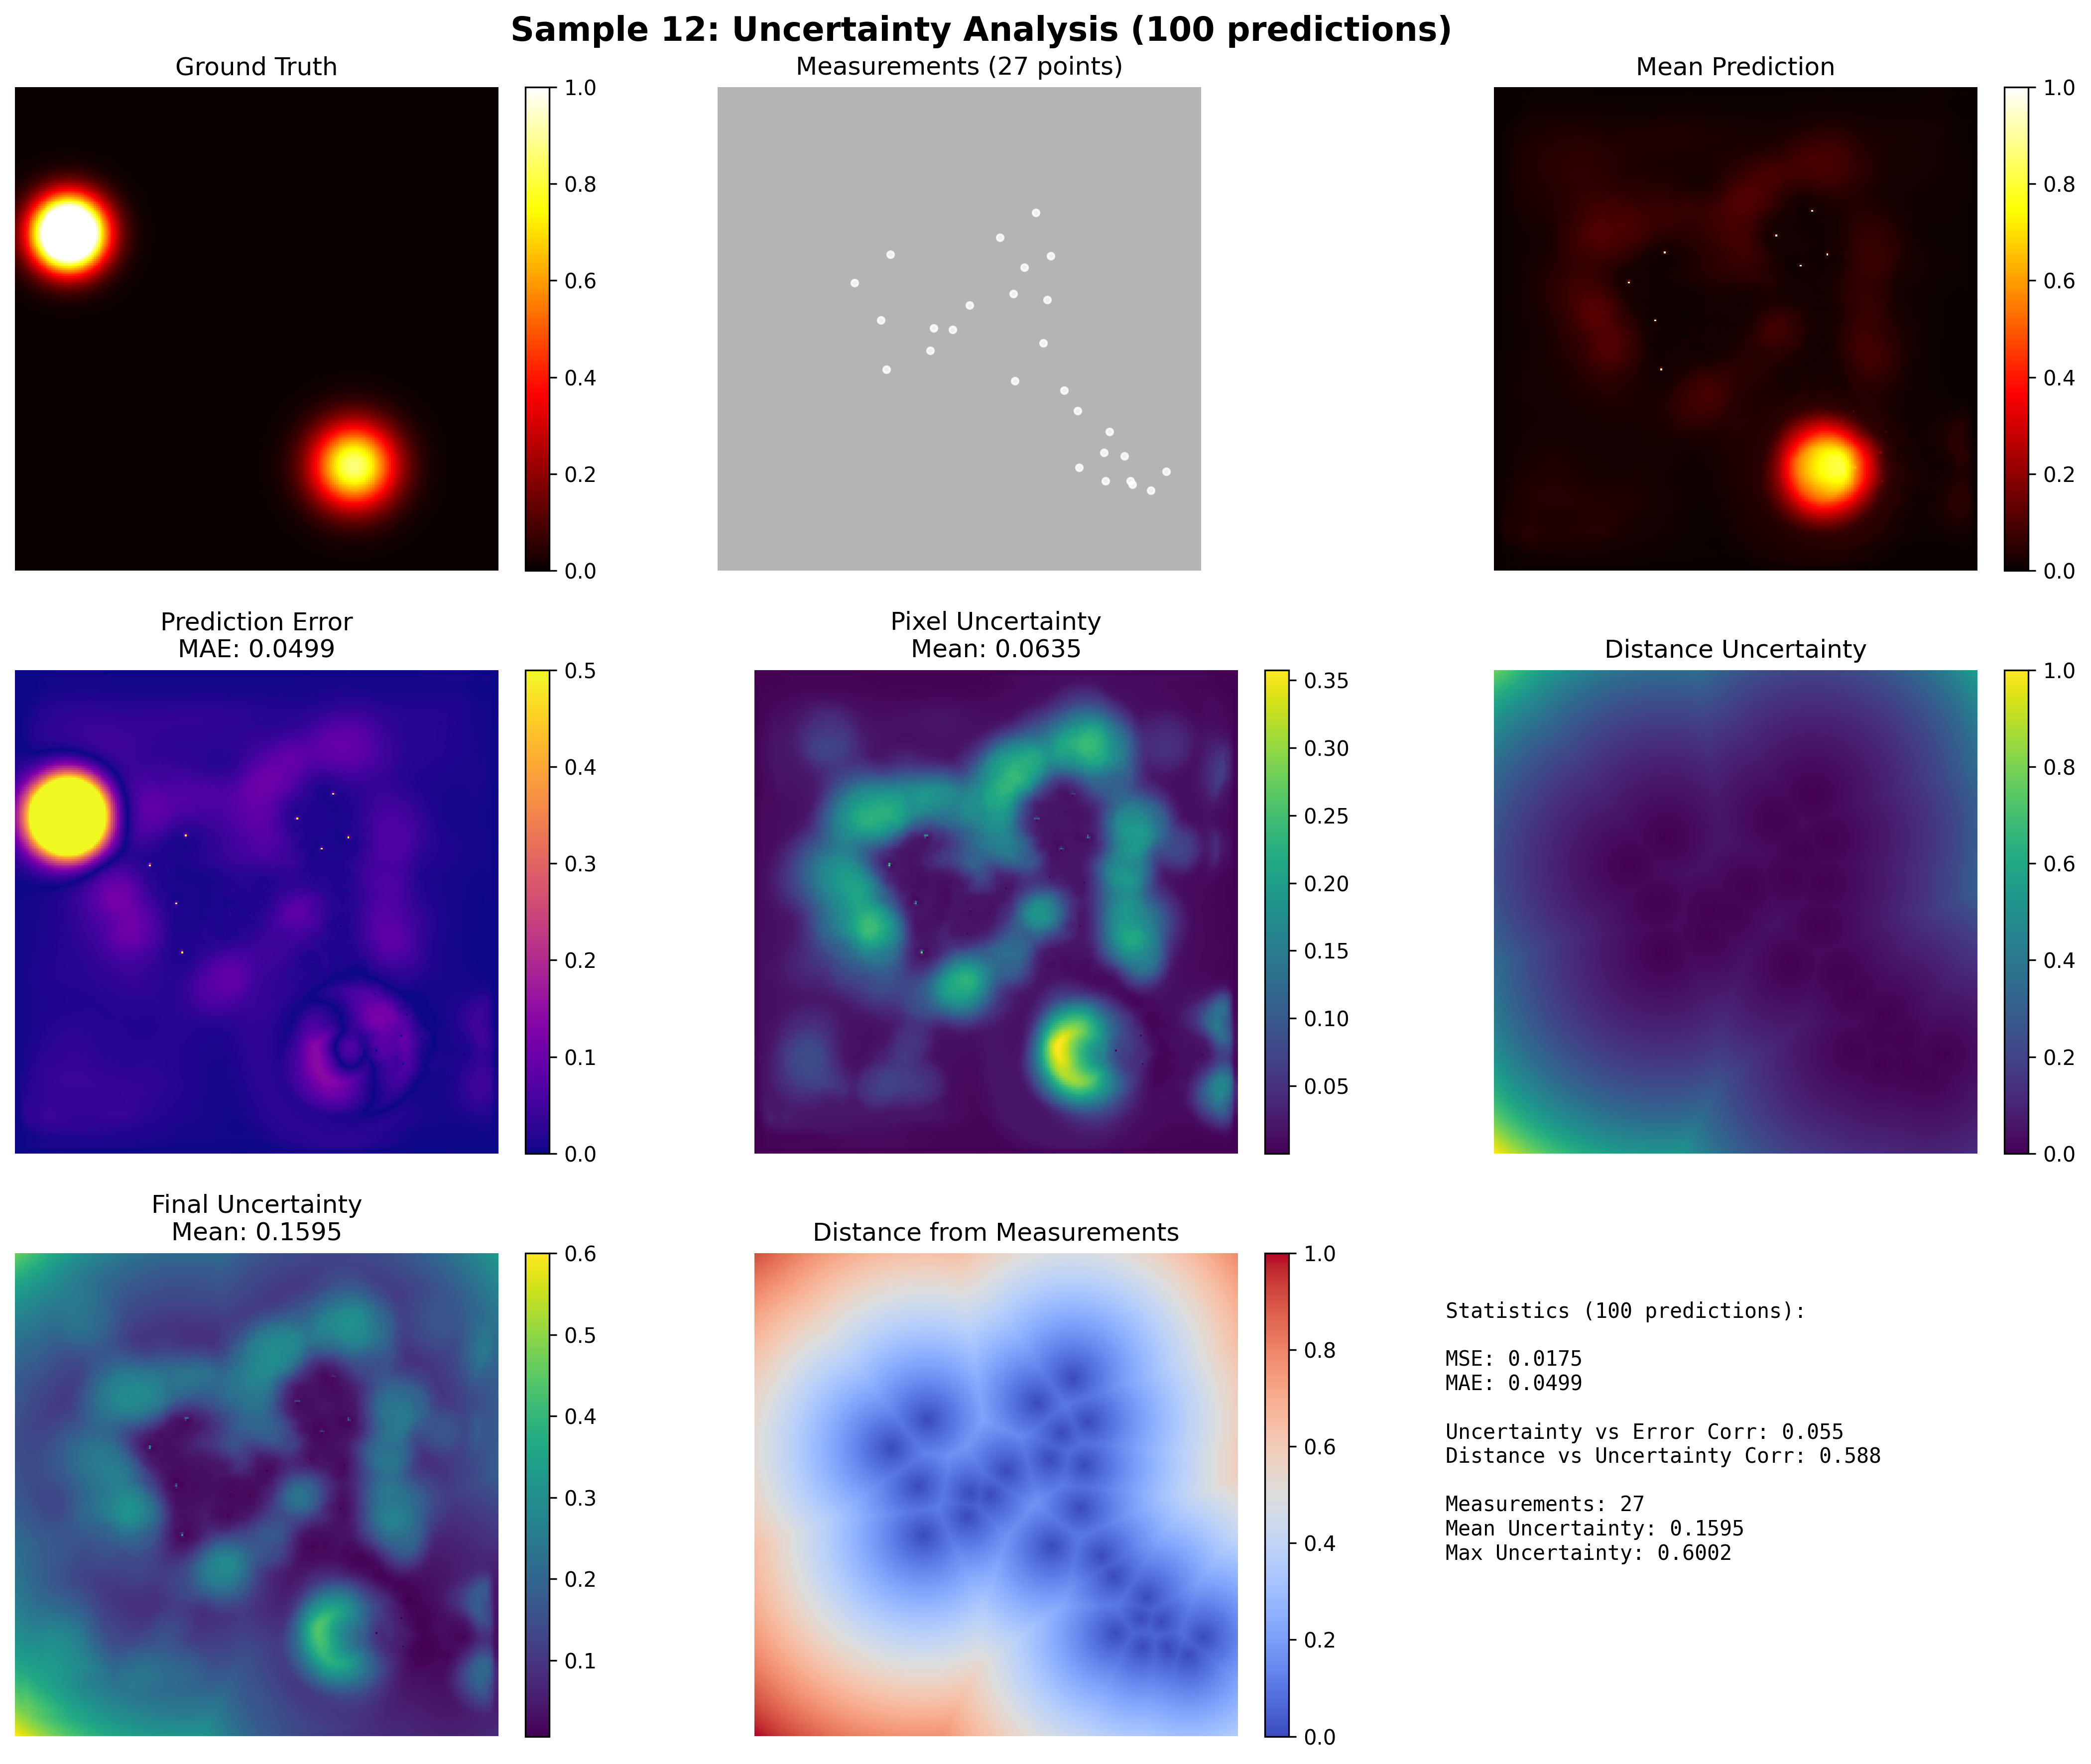 Sample 12: Uncertainty Analysis (100 predictions)
Ground Truth
1.0
0.8
0.6
0.4
0.2
0.0
Measurements (27 points)
Mean Prediction
1.0
0.8
0.6
0.4
0.2
0.0
Prediction Error
MAE: 0.0499
0.5
0.4
0.3
0.2
0.1
0.0
Pixel Uncertainty
Mean: 0.0635
0.35
0.30
0.25
0.20
0.15
0.10
0.05
Distance Uncertainty
1.0
0.8
0.6
0.4
0.2
0.0
Final Uncertainty
Mean: 0.1595
0.6
0.5
0.4
0.3
0.2
0.1
Distance from Measurements
1.0
0.8
0.6
0.4
0.2
0.0
Statistics (100 predictions):
MSE: 0.0175
MAE: 0.0499
Uncertainty vs Error Corr: 0.055
Distance vs Uncertainty Corr: 0.588
Measurements: 27
Mean Uncertainty: 0.1595
Max Uncertainty: 0.6002